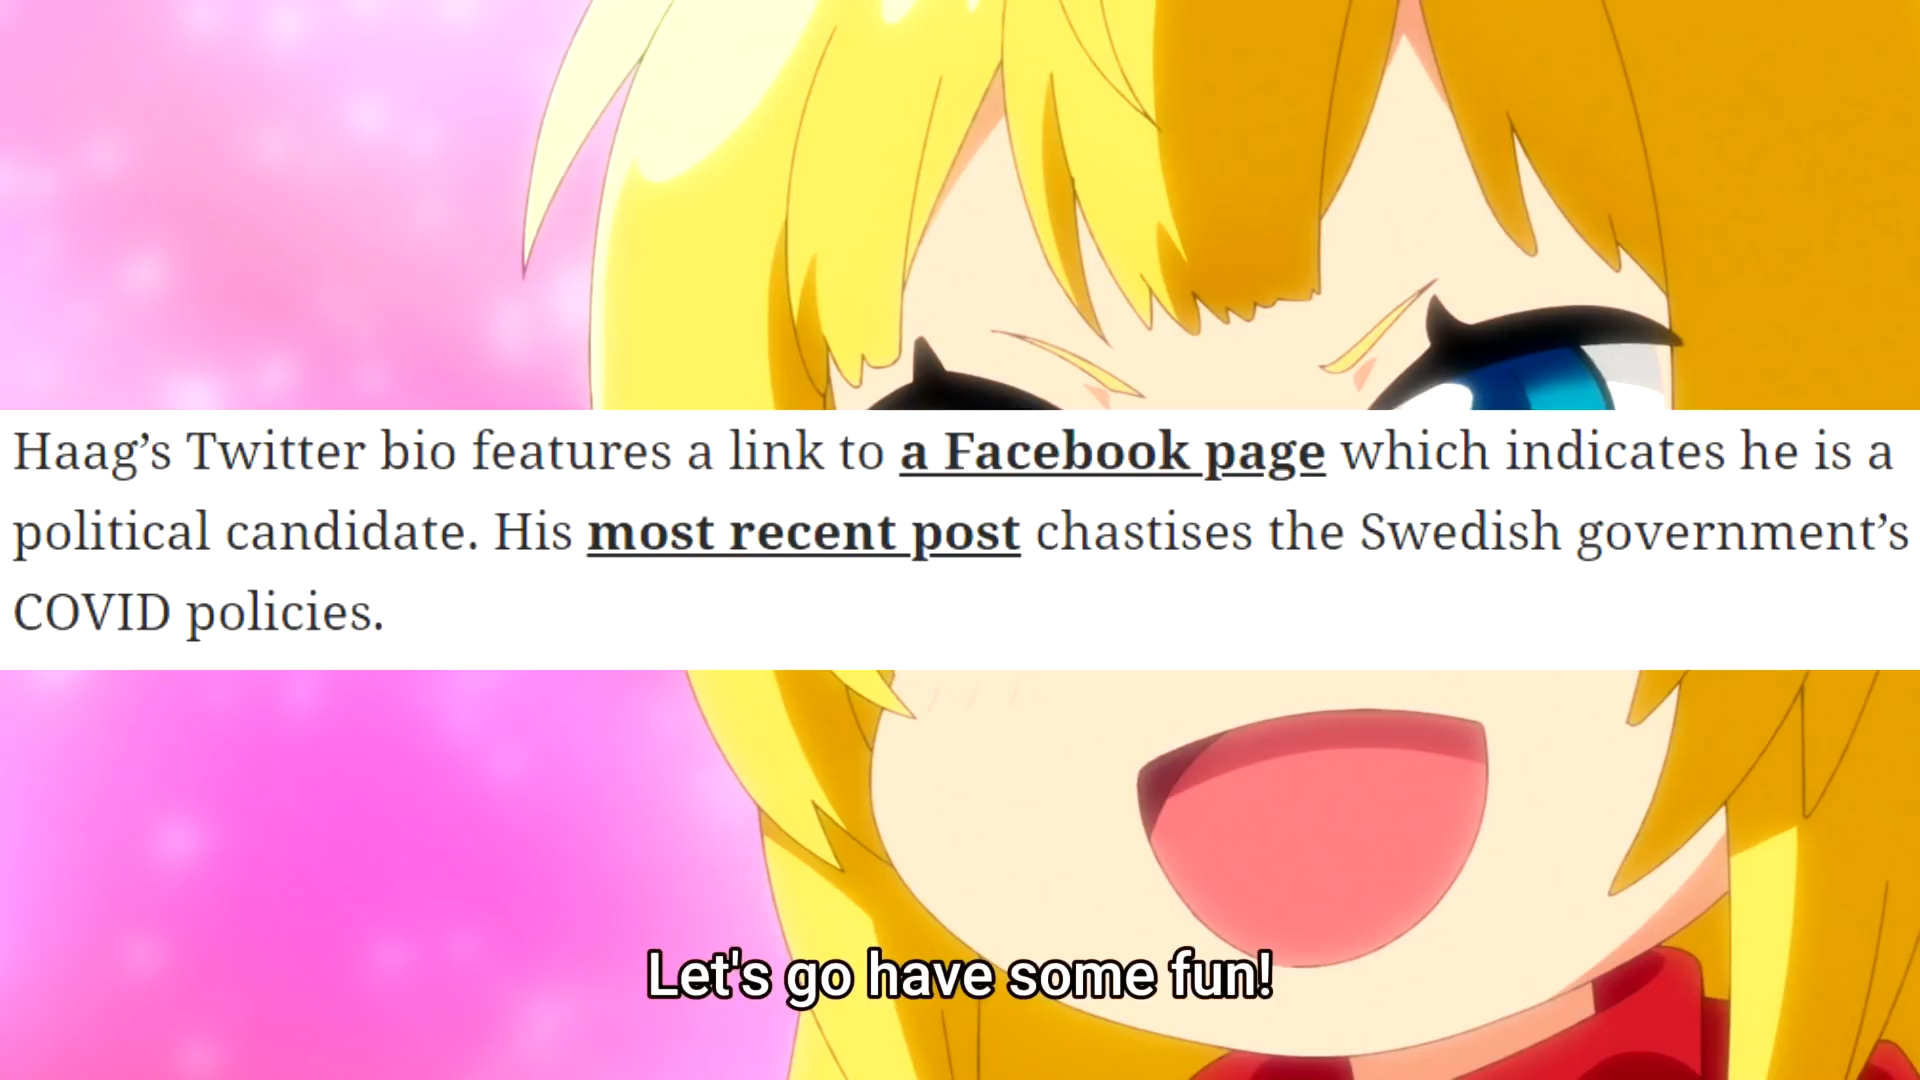 Haag’s Twitter bio features a link to a Facebook page which indicates he is a
political candidate. His most recent post chastises the Swedish government’s
COVID policies.
Let's go have some fun!